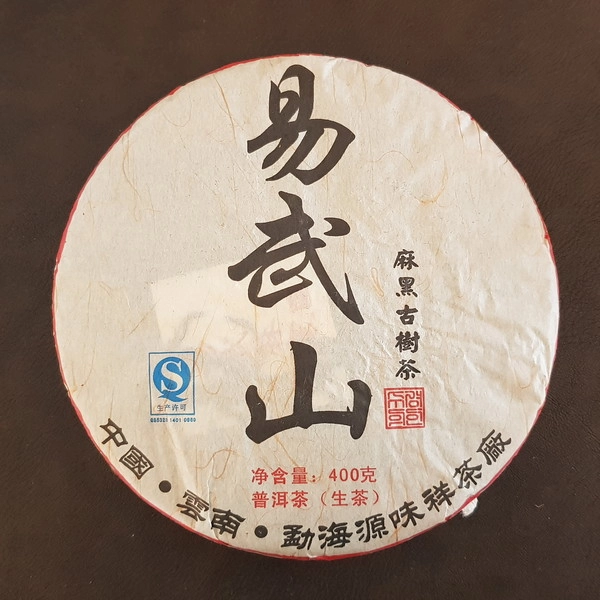 易武山
麻黑古樹茶
生产许可
净含量：400克
普洱茶（生茶）
中國・雲南・勐海源味祥茶廠